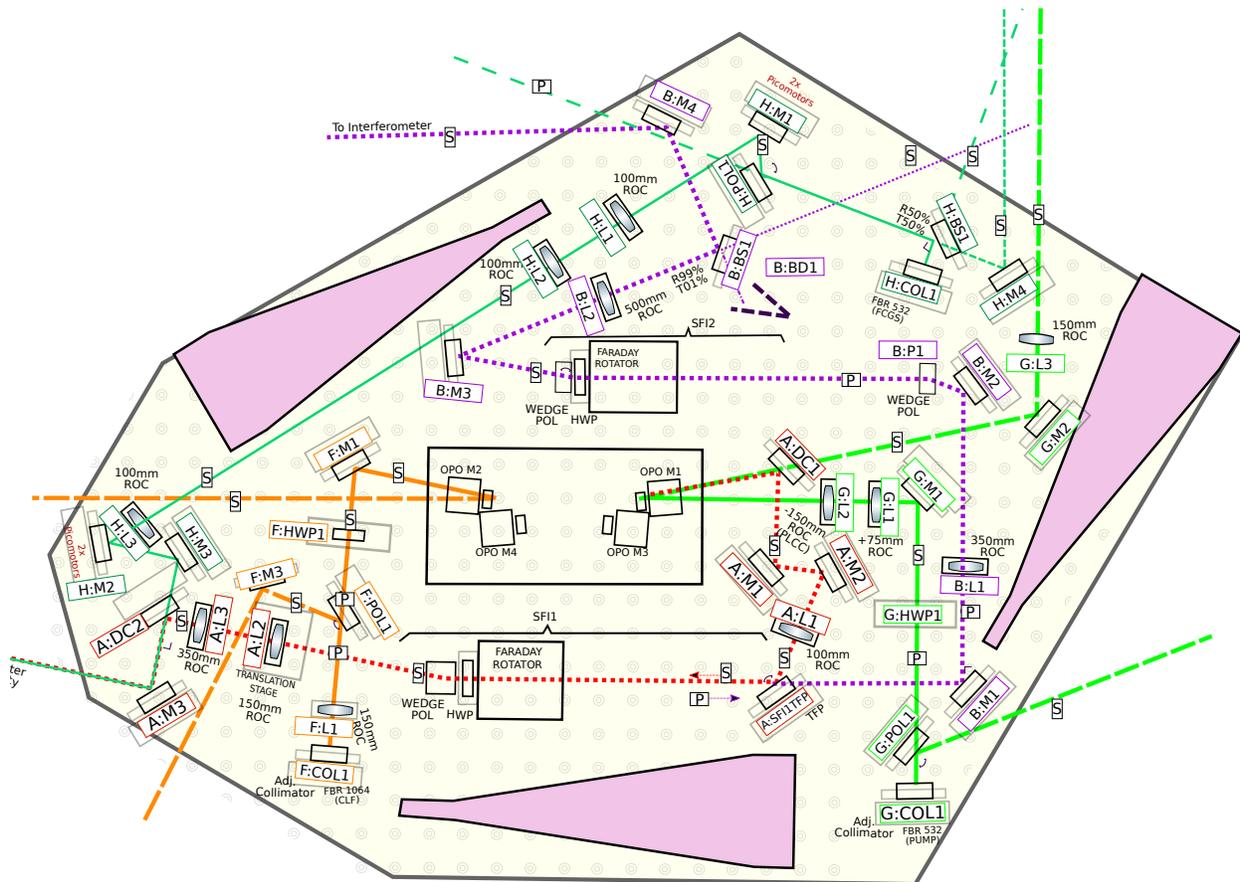 P
B:M4
2x
Picomotors
H:M1
To Interferometer
S
S
S
S
H:POL1
100mm
ROC
H:L1
R50%
T50%
H:BS1
S
S
100mm
ROC
H:L2
S
B:L2
500mm
ROC
R99%
T01%
B:BS1
B:BD1
H:COL1
FBR 532
(FCGS)
H:M4
SFI2
150mm
ROC
G:L3
B:P1
B:M2
B:M3
S
FARADAY
ROTATOR
P
WEDGE
POL
HWP
WEDGE
POL
G:M2
S
F:M1
S
S
S
OPO M2
OPO M1
OPO M4
OPO M3
A:DC1
G:L2
G:L1
G:M1
-150mm
ROC
(PLCC)
+75mm
ROC
100mm
ROC
H:L3
H:M3
2x
Picomotors
H:M2
F:HWP1
S
S
S
A:M1
A:M2
350mm
ROC
B:L1
P
F:M3
S
P
F:POL1
A:DC2
S
A:L3
350mm
ROC
A:L2
TRANSLATION
STAGE
150mm
ROC
P
SFI1
FARADAY
ROTATOR
S
WEDGE
POL
HWP
A:L1
100mm
ROC
S
S
P
A:SFI1TFP
TFP
G:HWP1
P
B:M1
S
G:POL1
A:M3
F:L1
150mm
ROC
F:COL1
Adj.
Collimator
FBR 1064
(CLF)
G:COL1
Adj.
Collimator
FBR 532
(PUMP)